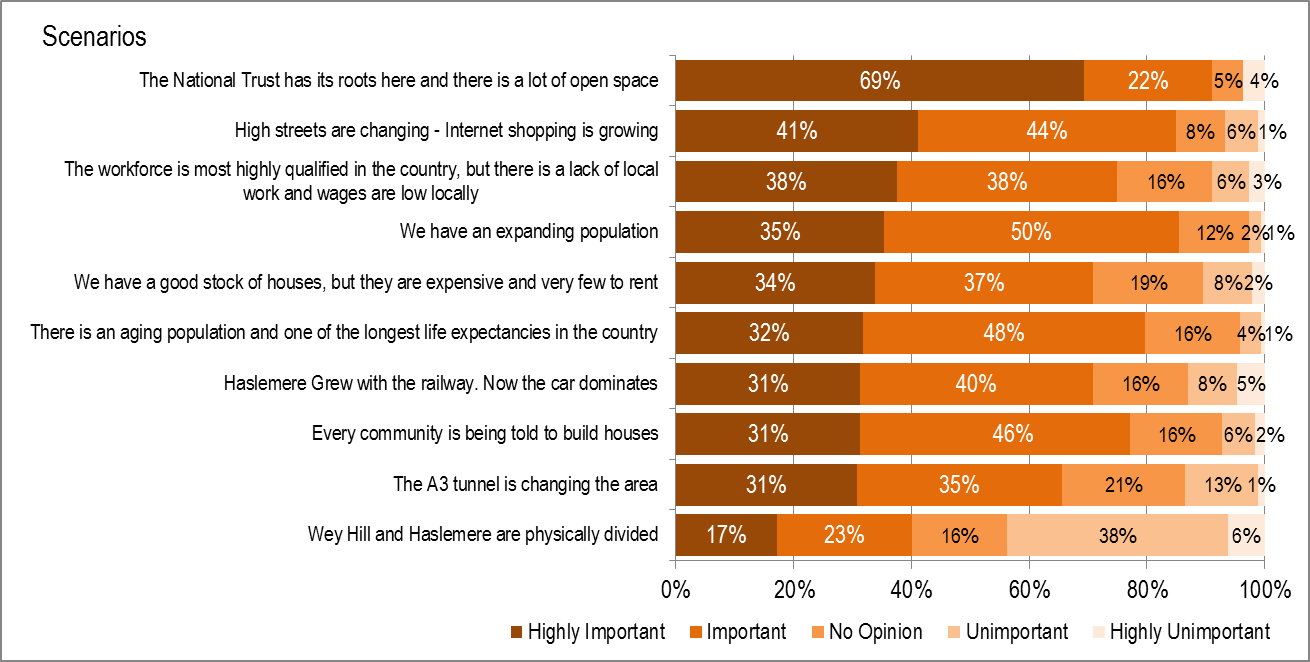 Scenarios
The National Trust has its roots here and there is a lot of open space
69% 22% 5% 4%
High streets are changing - Internet shopping is growing
41% 44% 8% 6% 1%
The workforce is most highly qualified in the country, but there is a lack of local
work and wages are low locally
38% 38% 16% 6% 3%
We have an expanding population
35% 50% 12% 2% 1%
We have a good stock of houses, but they are expensive and very few to rent
34% 37% 19% 8% 2%
There is an aging population and one of the longest life expectancies in the country
32% 48% 16% 4% 1%
Haslemere Grew with the railway. Now the car dominates
31% 40% 16% 8% 5%
Every community is being told to build houses
31% 46% 16% 6% 2%
The A3 tunnel is changing the area
31% 35% 21% 13% 1%
Wey Hill and Haslemere are physically divided
17% 23% 16% 38% 6%
0% 20% 40% 60% 80% 100%
Highly Important Important No Opinion Unimportant Highly Unimportant